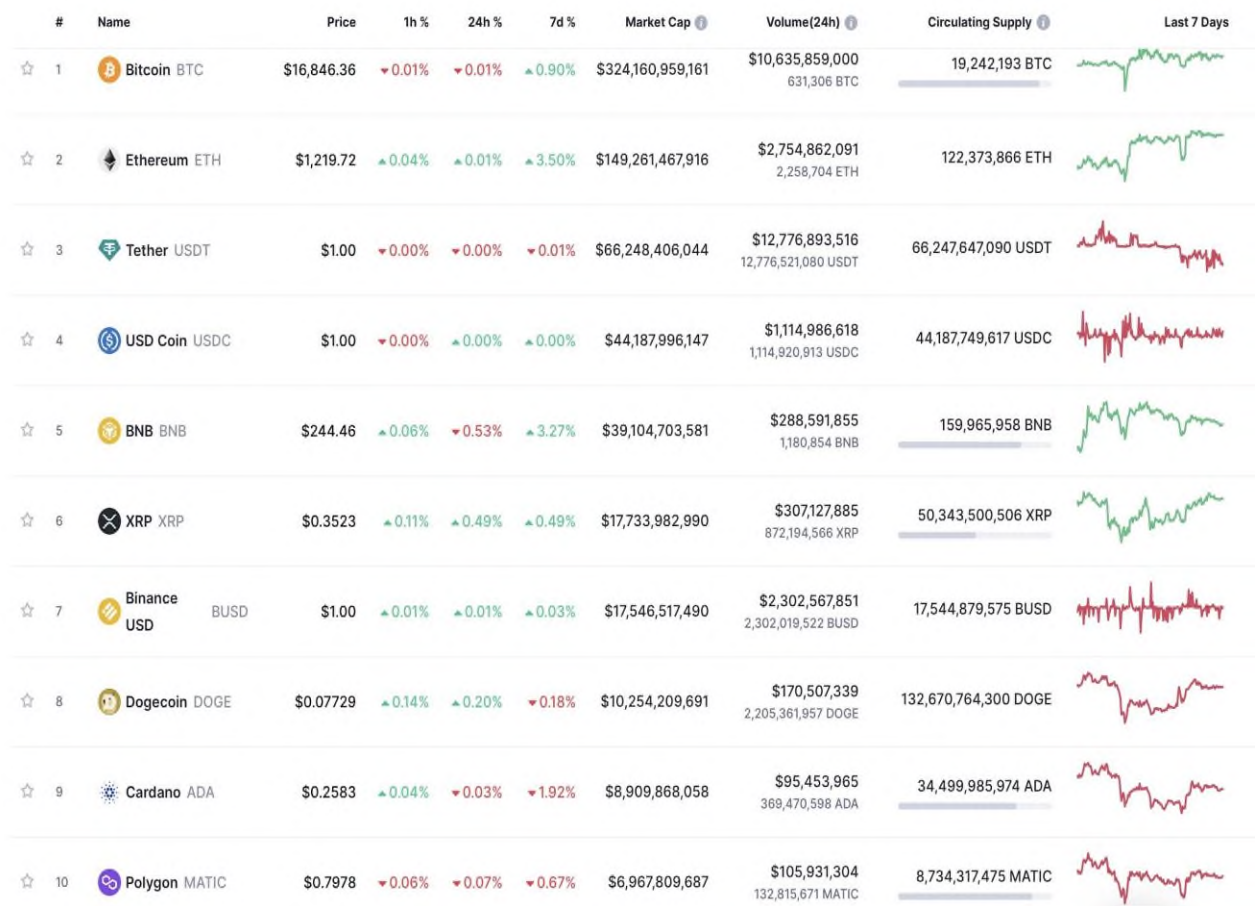 # Name Price 1h % 24h % 7d % Market Cap Volume(24h) Circulating Supply Last 7 Days
1 Bitcoin BTC $16,846.36 0.01% 0.01% 0.90% $324,160,959,161 $10,635,859,000 19,242,193 BTC
631,306 BTC
2 Ethereum ETH $1,219.72 0.04% 0.01% 3.50% $149,261,467,916 $2,754,862,091 122,373,866 ETH
2,258,704 ETH
3 Tether USDT $1.00 0.00% 0.00% 0.01% $66,248,406,044 $12,776,893,516 66,247,647,090 USDT
12,776,521,080 USDT
4 USD Coin USDC $1.00 0.00% 0.00% 0.00% $44,187,996,147 $1,114,986,618 44,187,749,617 USDC
1,114,920,913 USDC
5 BNB BNB $244.46 0.06% 0.53% 3.27% $39,104,703,581 $288,591,855 159,965,958 BNB
1,180,854 BNB
6 XRP XRP $0.3523 0.11% 0.49% 0.49% $17,733,982,990 $307,127,885 50,343,500,506 XRP
872,194,566 XRP
7 Binance USD BUSD $1.00 0.01% 0.01% 0.03% $17,546,517,490 $2,302,567,851 17,544,879,575 BUSD
2,302,019,522 BUSD
8 Dogecoin DOGE $0.07729 0.14% 0.20% 0.18% $10,254,209,691 $170,507,339 132,670,764,300 DOGE
2,205,361,957 DOGE
9 Cardano ADA $0.2583 0.04% 0.03% 1.92% $8,909,868,058 $95,453,965 34,499,985,974 ADA
369,470,598 ADA
10 Polygon MATIC $0.7978 0.06% 0.07% 0.67% $6,967,809,687 $105,931,304 8,734,317,475 MATIC
132,815,671 MATIC